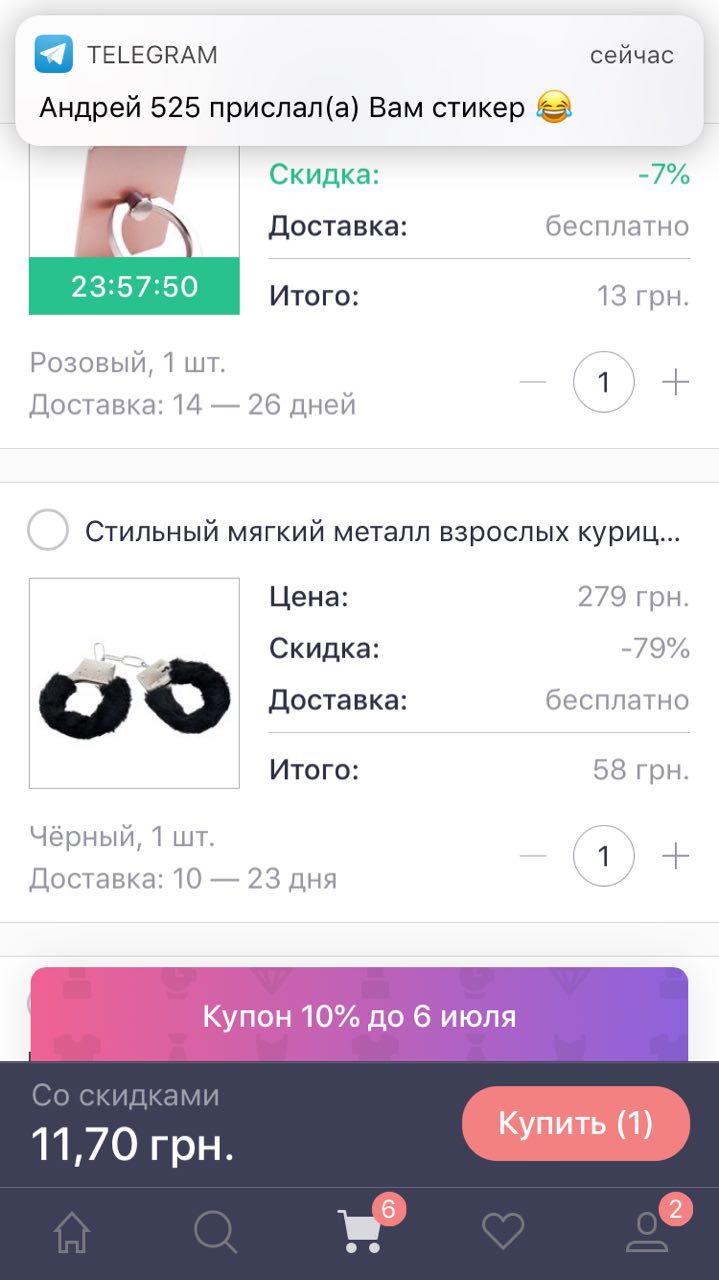 TELEGRAM
сейчас
Андрей 525 прислал(а) Вам стикер 😂
Скидка: -7%
Доставка: бесплатно
23:57:50
Итого: 13 грн.
Розовый, 1 шт.
Доставка: 14 — 26 дней
— 1 +
Стильный мягкий металл взрослых куриц...
Цена: 279 грн.
Скидка: -79%
Доставка: бесплатно
Итого: 58 грн.
Чёрный, 1 шт.
Доставка: 10 — 23 дня
— 1 +
Купон 10% до 6 июля
Со скидками
11,70 грн.
Купить (1)
6
2